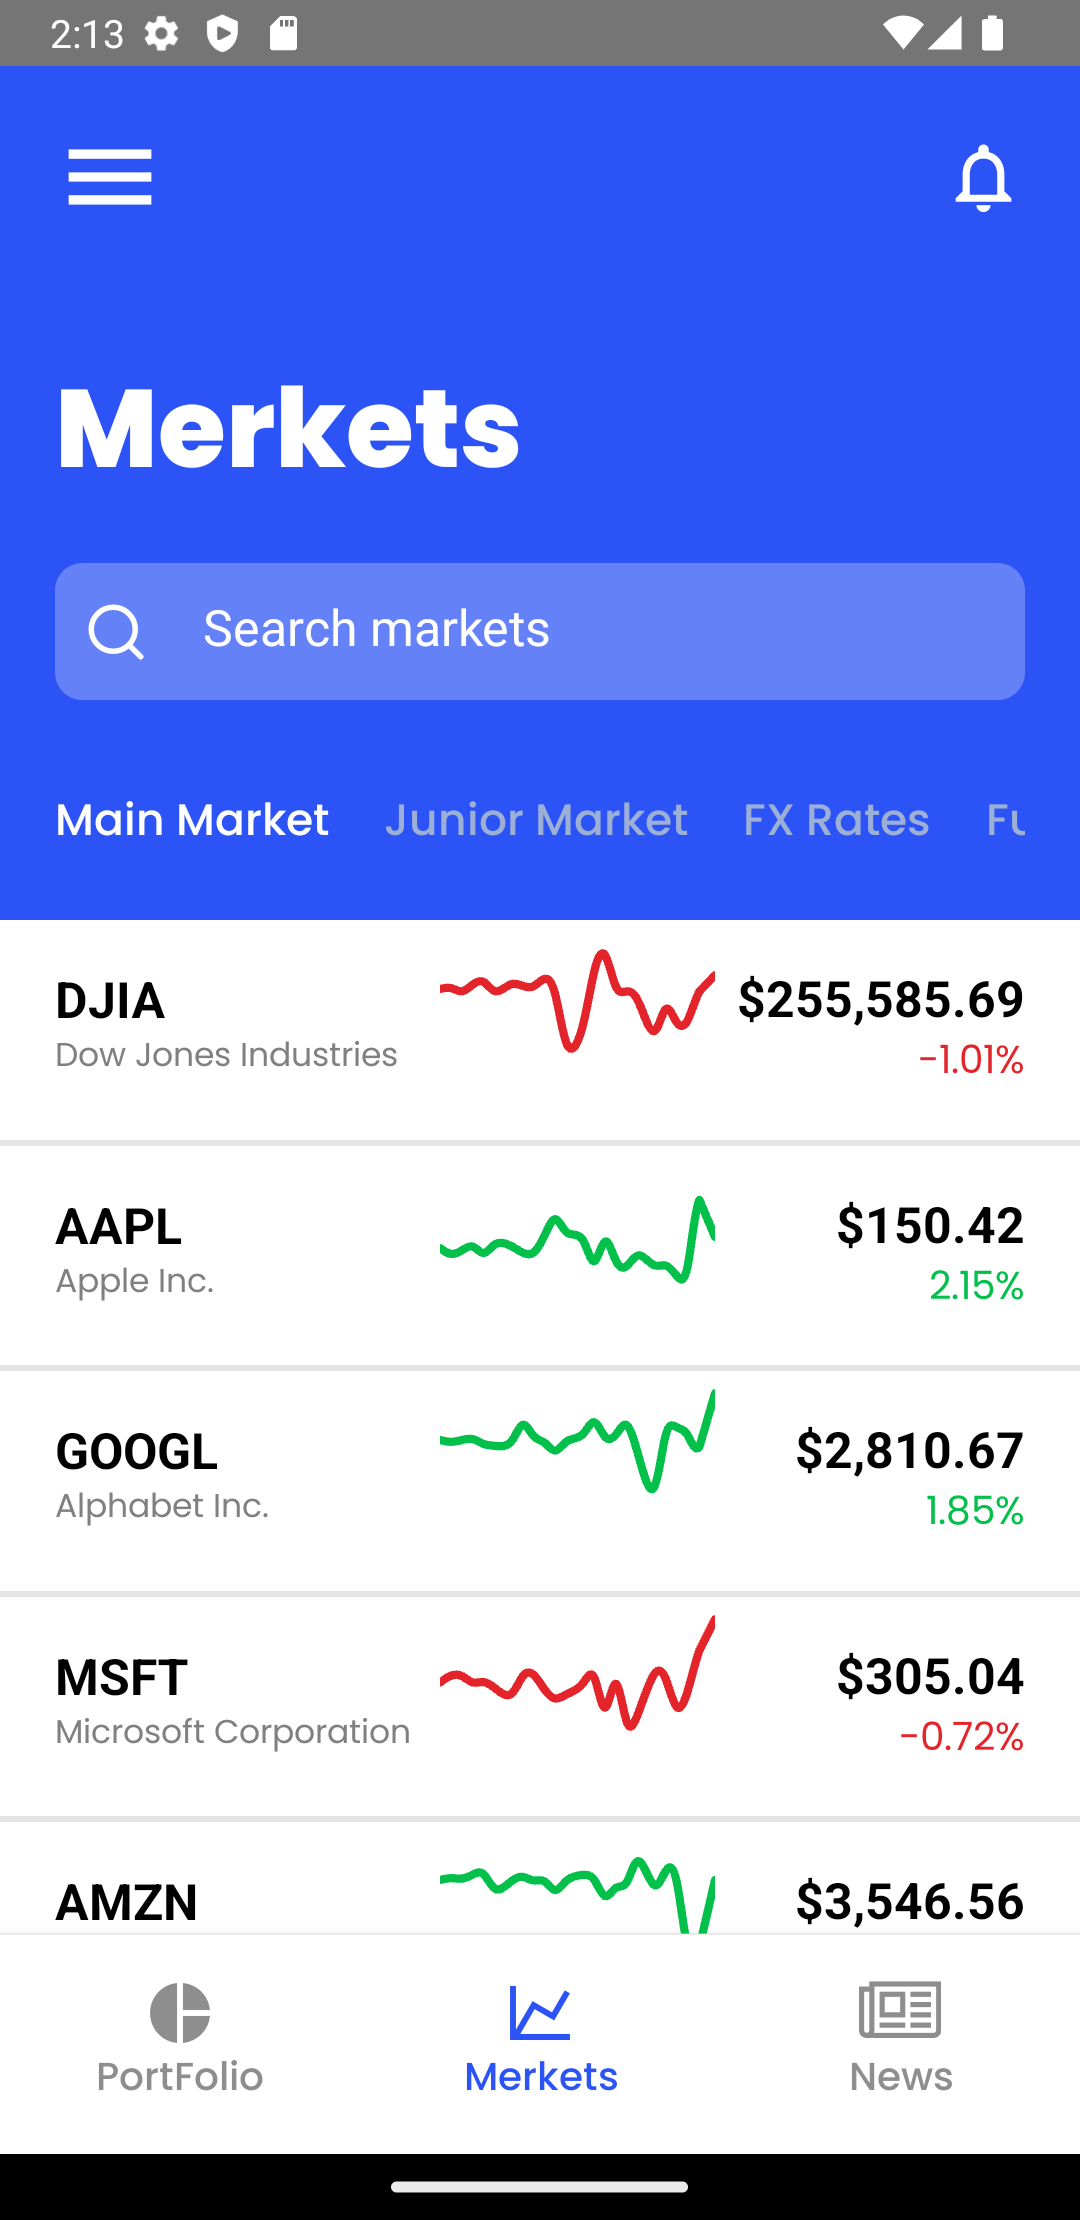 2:13
Merkets
Search markets
Main Market Junior Market FX Rates Fu
DJIA $255,585.69
Dow Jones Industries -1.01%
AAPL $150.42
Apple Inc. 2.15%
GOOGL $2,810.67
Alphabet Inc. 1.85%
MSFT $305.04
Microsoft Corporation -0.72%
AMZN $3,546.56
PortFolio Merkets News